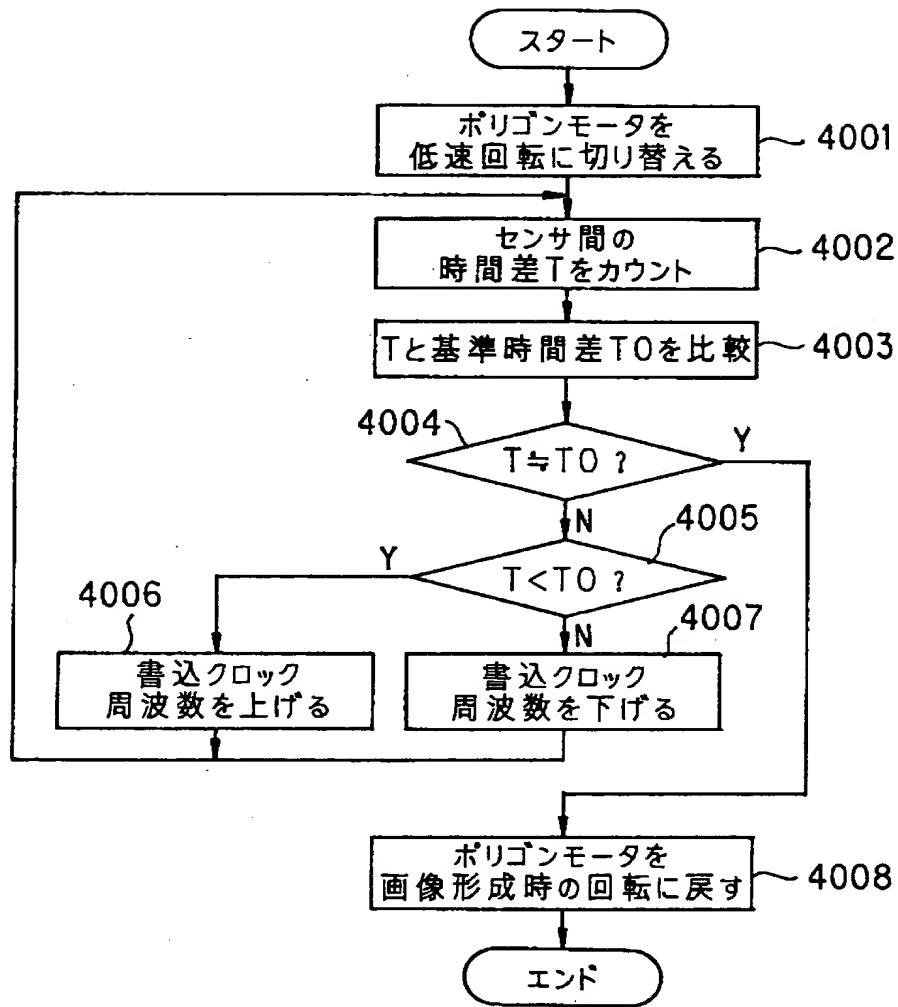 スタート
ポリゴンモータを
低速回転に切り替える
4001
センサ間の
時間差Tをカウント
4002
Tと基準時間差T0を比較
4003
4004
T≒T0?
Y
N
4005
T<T0?
Y
N
4006
書込クロック
周波数を上げる
4007
書込クロック
周波数を下げる
ポリゴンモータを
画像形成時の回転に戻す
4008
エンド